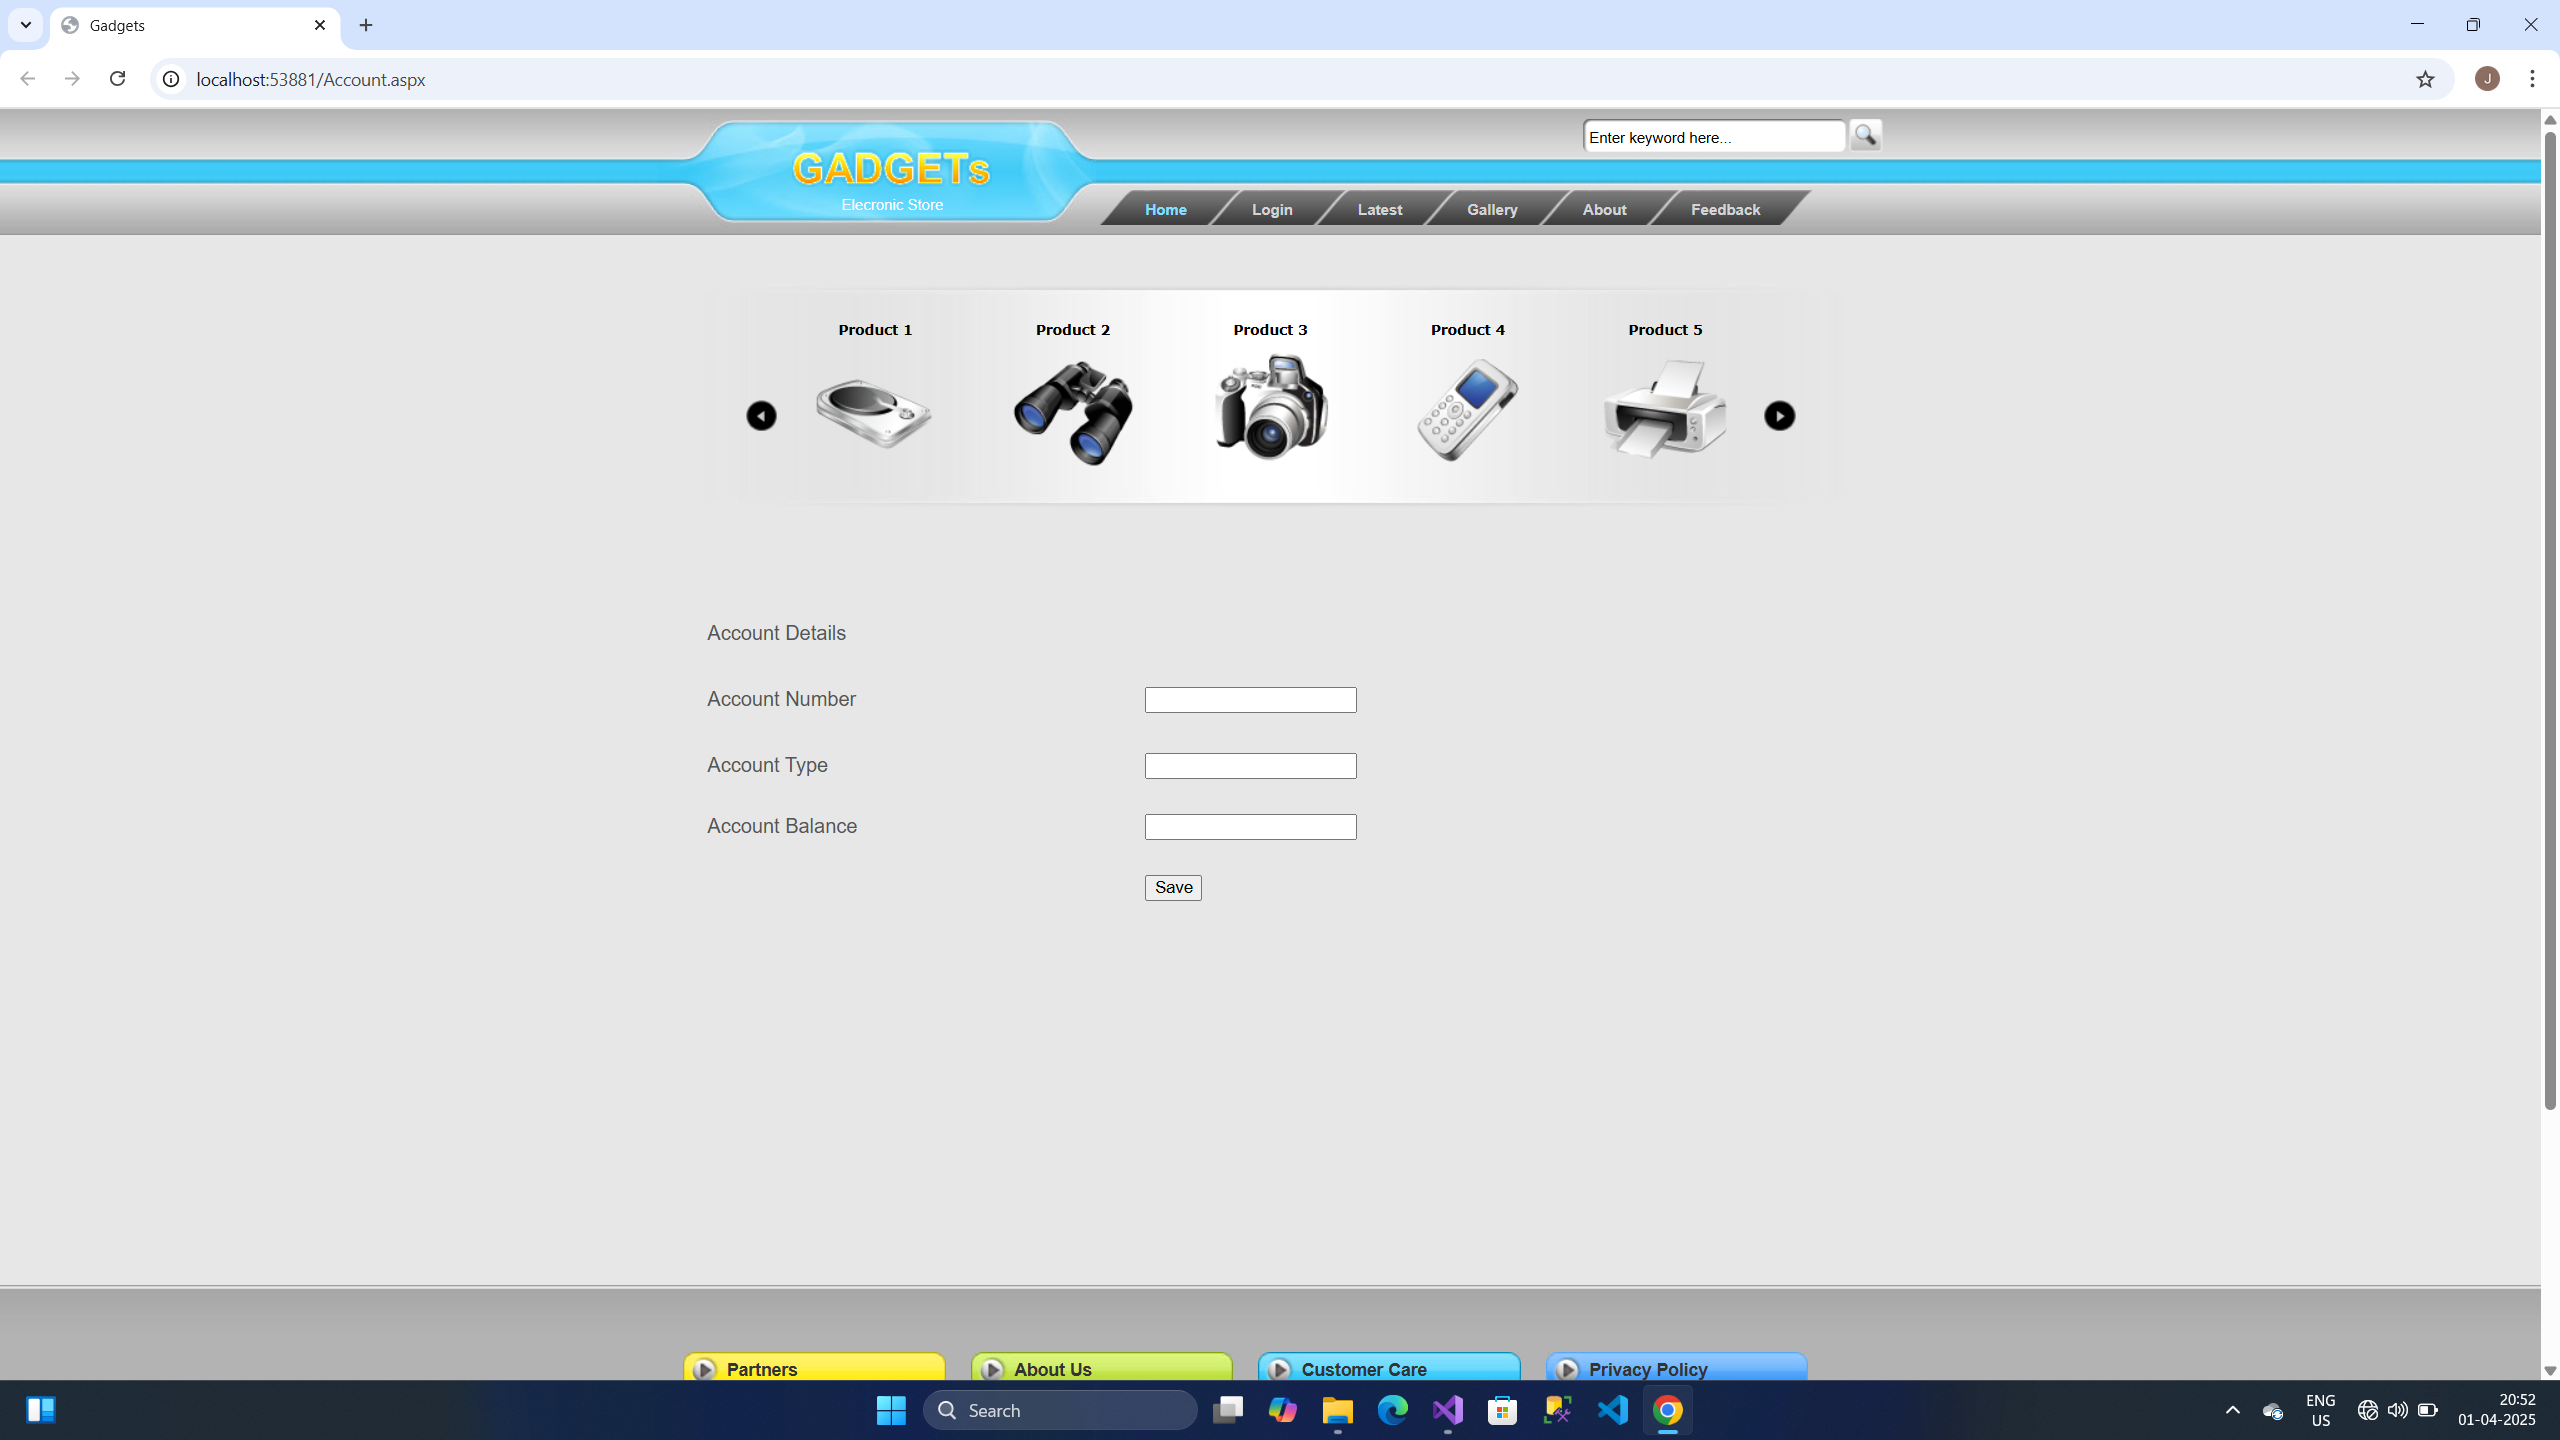 Gadgets
localhost:53881/Account.aspx
J
Enter keyword here...
GADGETs
Elecronic Store
Home Login Latest Gallery About Feedback
Product 1 Product 2 Product 3 Product 4 Product 5
Account Details
Account Number
Account Type
Account Balance
Save
Partners About Us Customer Care Privacy Policy
Search
ENG
US
20:52
01-04-2025